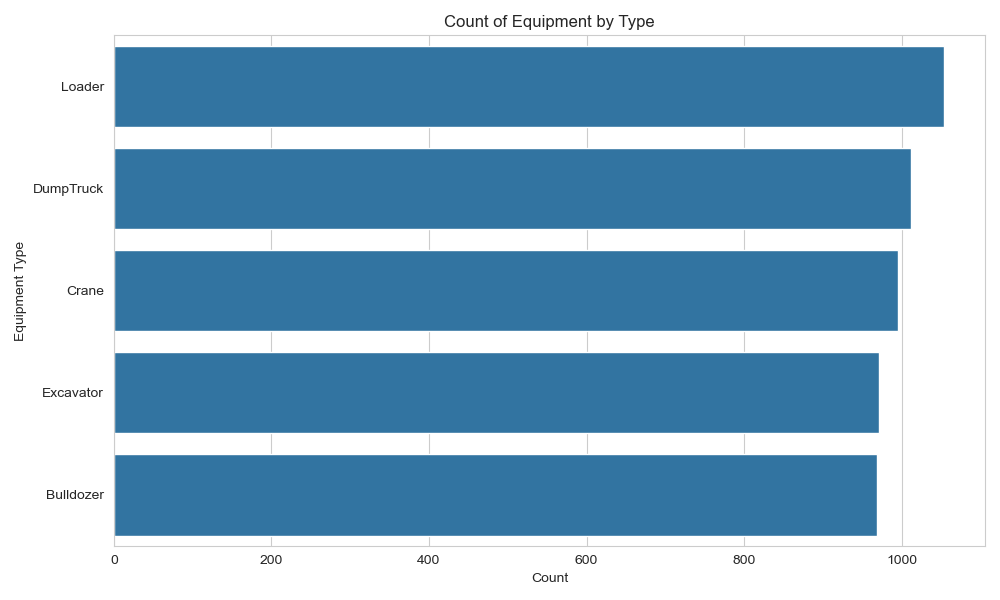 Count of Equipment by Type
Loader
DumpTruck
Crane
Excavator
Bulldozer
Equipment Type
0 200 400 600 800 1000
Count